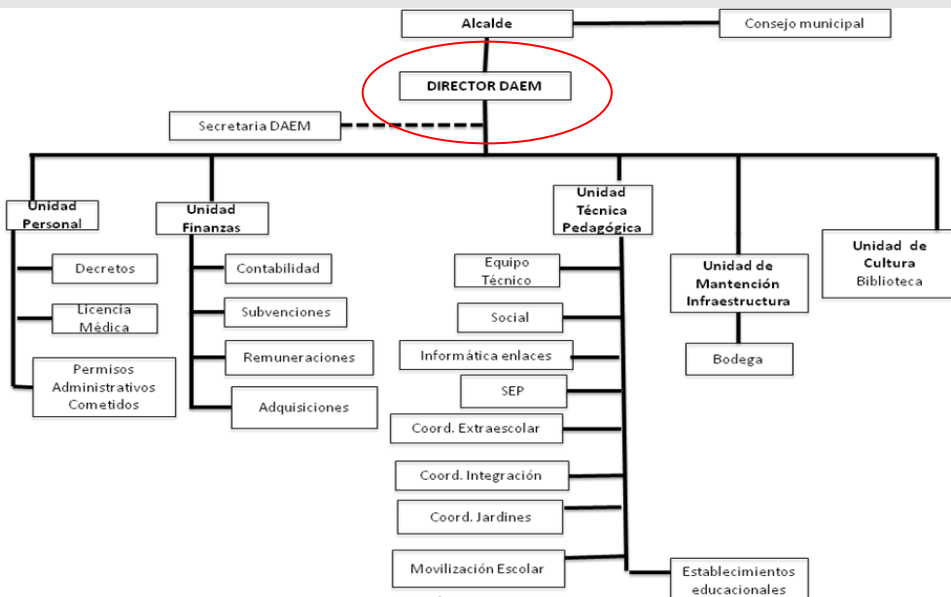 Alcalde
Consejo municipal
DIRECTOR DAEM
Secretaria DAEM
Unidad
Personal
Decretos
Licencia
Médica
Permisos
Administrativos
Cometidos
Unidad
Finanzas
Contabilidad
Subvenciones
Remuneraciones
Adquisiciones
Unidad
Técnica
Pedagógica
Equipo
Técnico
Social
Informática enlaces
SEP
Coord. Extraescolar
Coord. Integración
Coord. Jardines
Movilización Escolar
Establecimientos
educacionales
Unidad de
Mantención
Infraestructura
Bodega
Unidad de
Cultura
Biblioteca